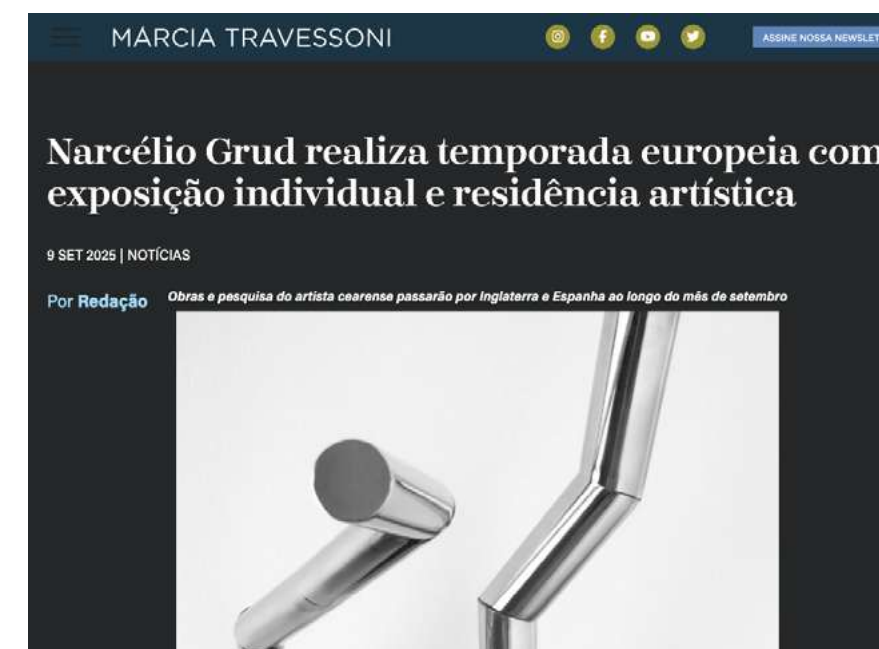 MÁRCIA TRAVESSONI
ASSINE NOSSA NEWSLET
Narcélio Grud realiza temporada europeia com
exposição individual e residência artística
9 SET 2025 | NOTÍCIAS
Por Redação
Obras e pesquisa do artista cearense passarão por Inglaterra e Espanha ao longo do mês de setembro